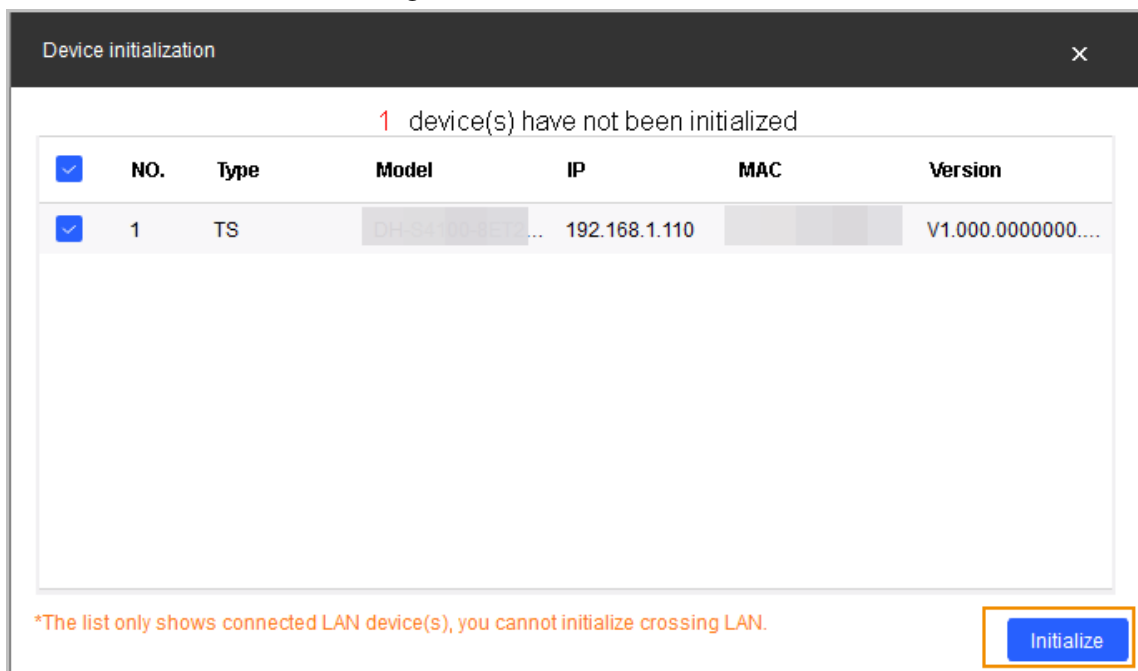 Device initialization
1 device(s) have not been initialized
NO. Type Model IP MAC Version
1 TS ... 192.168.1.110 V1.000.0000000....
*The list only shows connected LAN device(s), you cannot initialize crossing LAN.
Initialize